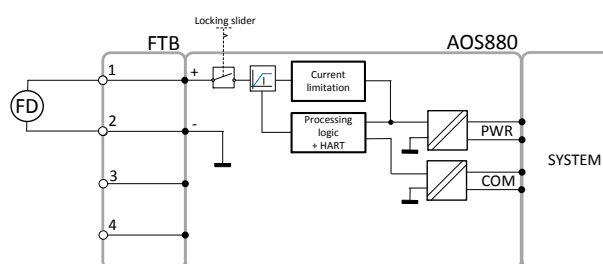 Locking slider
FTB
AOS880
1
+
I
Current
limitation
FD
Processing
logic
+ HART
2
-
PWR
SYSTEM
3
COM
4